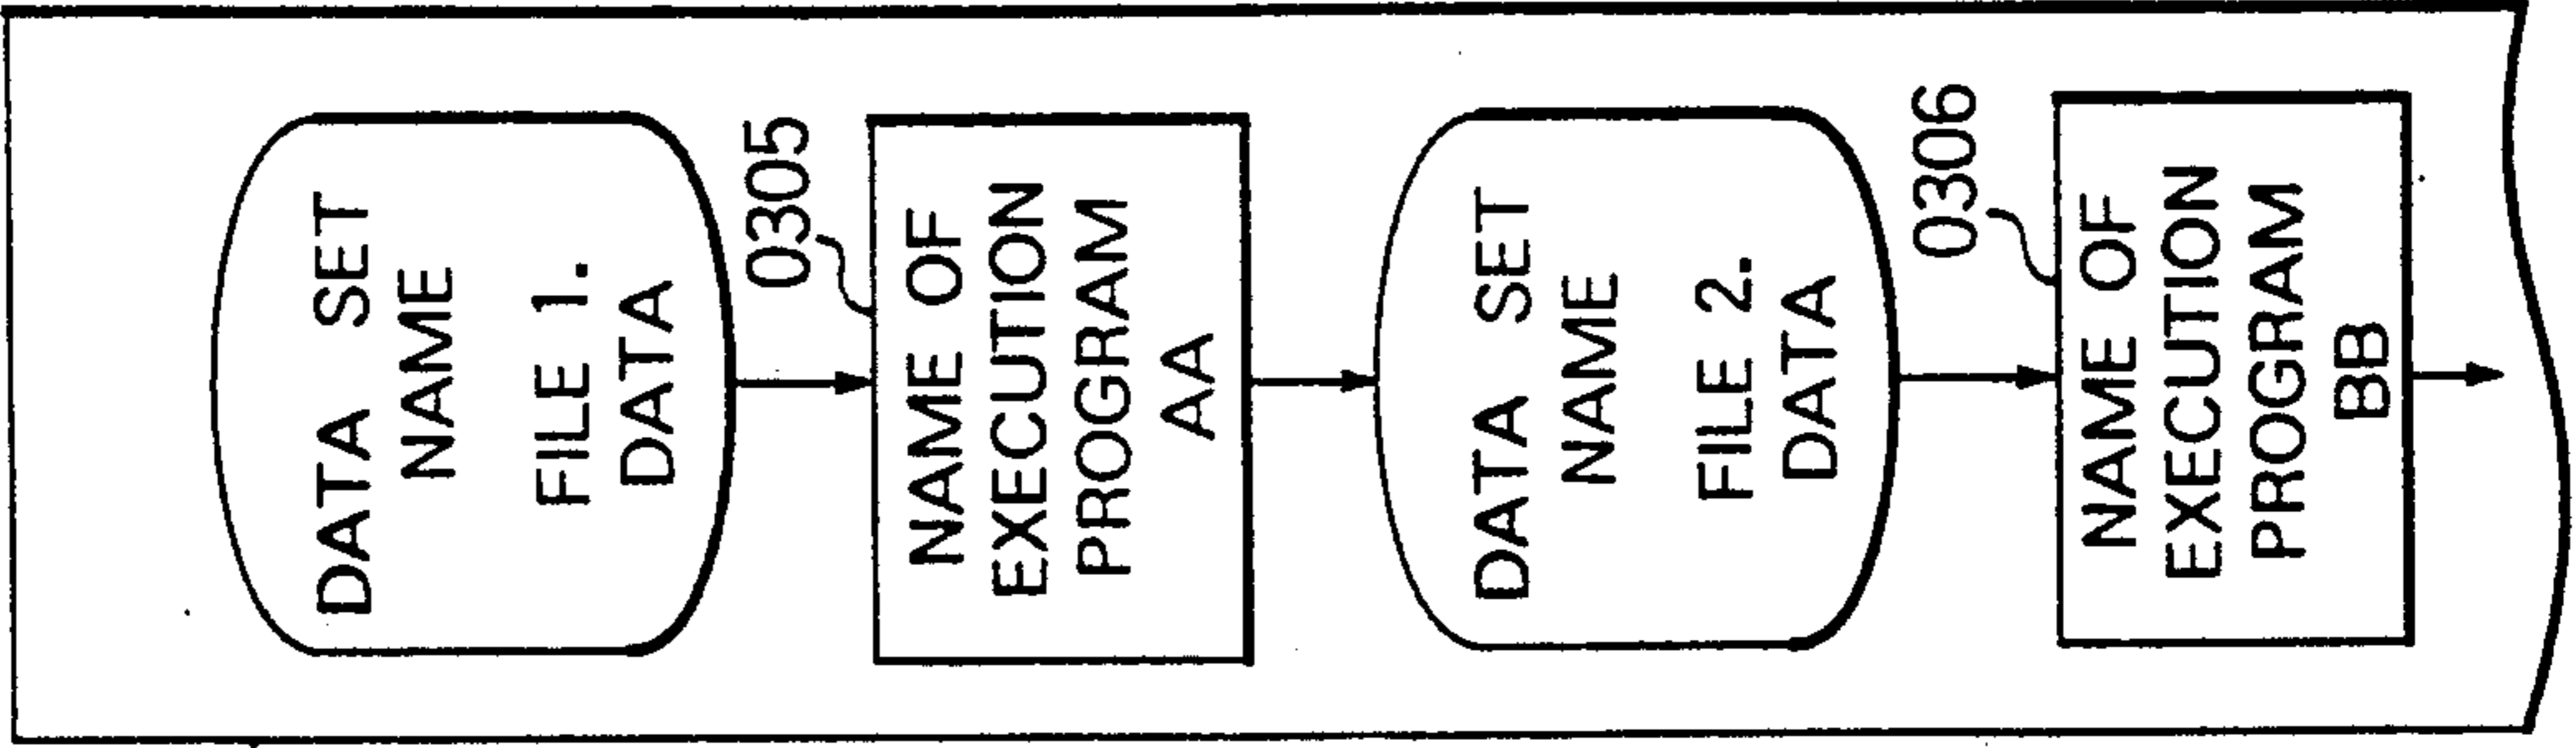 DATA SET
NAME
FILE 1.
DATA
0305
NAME OF
EXECUTION
PROGRAM
AA
DATA SET
NAME
FILE 2.
DATA
0306
NAME OF
EXECUTION
PROGRAM
BB